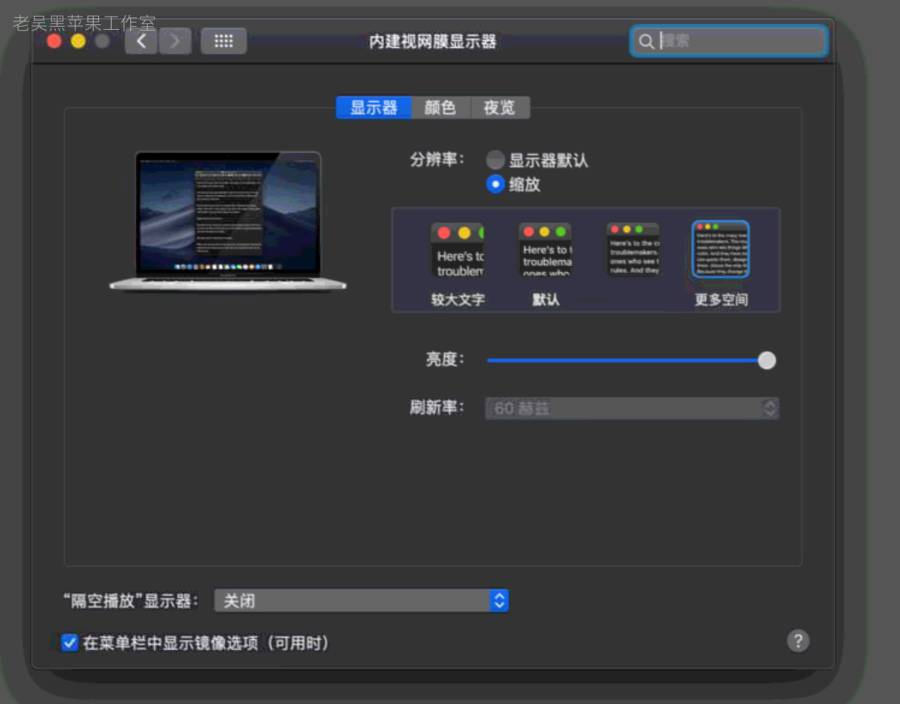 老吴黑苹果工作室
内建视网膜显示器
搜索
显示器 颜色 夜览
分辨率：
显示器默认
缩放
Here's to
troublem
Here's to t
troublema
ones who
Here's to the c
troublemakers.
ones who see t
rules. And they
较大文字 默认 更多空间
亮度：
刷新率： 60 赫兹
“隔空播放”显示器： 关闭
在菜单栏中显示镜像选项（可用时）
?